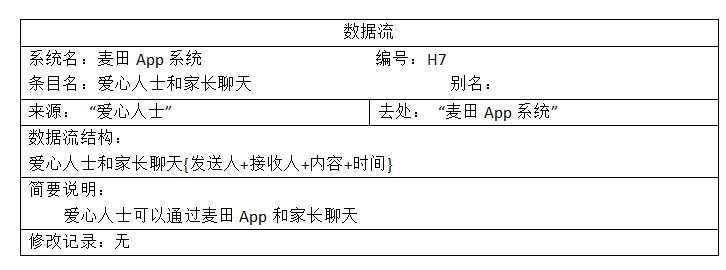 数据流
系统名：麦田 App 系统 编号：H7
条目名：爱心人士和家长聊天 别名：
来源：“爱心人士” 去处：“麦田 App 系统”
数据流结构：
爱心人士和家长聊天{发送人+接收人+内容+时间}
简要说明：
爱心人士可以通过麦田 App 和家长聊天
修改记录：无